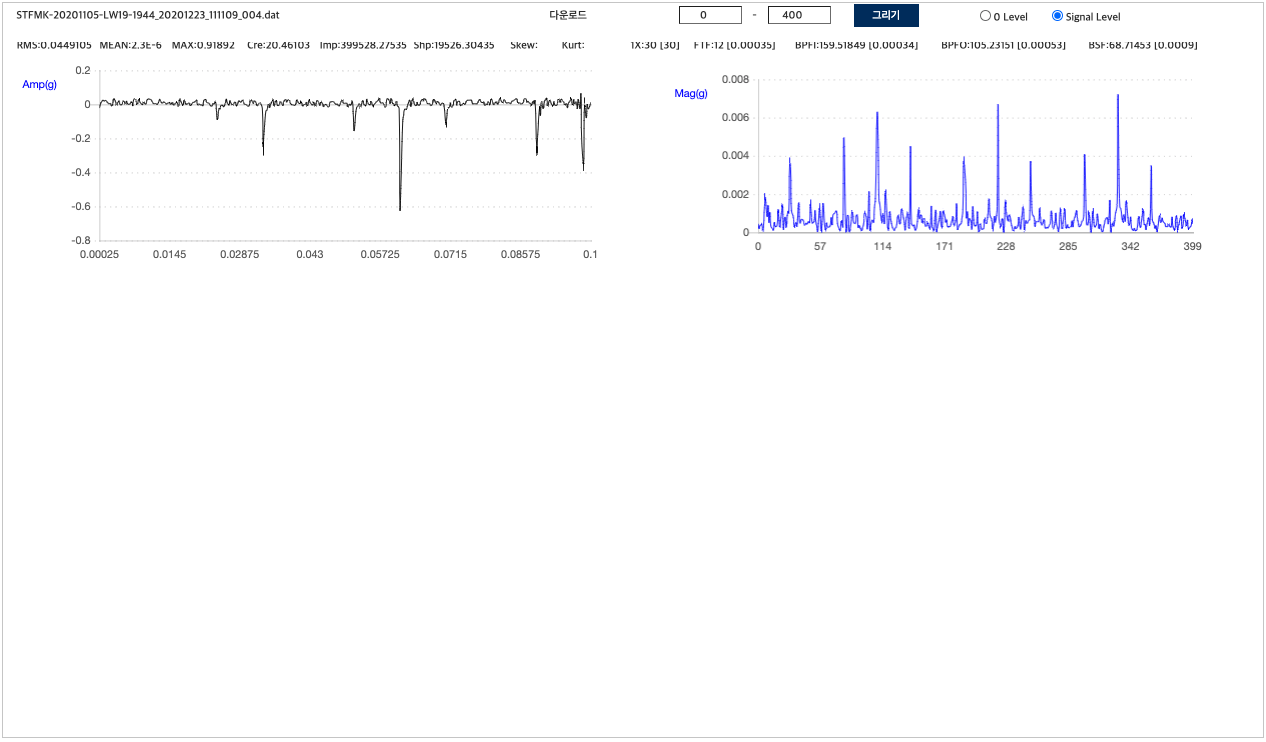 STFMK-20201105-LW19-1944_20201223_111109_004.dat 다운로드 0 - 400 그리기 0 Level Signal Level
RMS:0.0449105 MEAN:2.3E-6 MAX:0.91892 Cre:20.46103 Imp:399528.27535 Shp:19526.30435 Skew: Kurt: 1X:30 [30] FTF:12 [0.00035] BPFI:159.51849 [0.00034] BPFO:105.23151 [0.00053] BSF:68.71453 [0.0009]
Amp(g)
0.2
0
-0.2
-0.4
-0.6
-0.8
0.00025 0.0145 0.02875 0.043 0.05725 0.0715 0.08575 0.1
Mag(g)
0.008
0.006
0.004
0.002
0
0 57 114 171 228 285 342 399